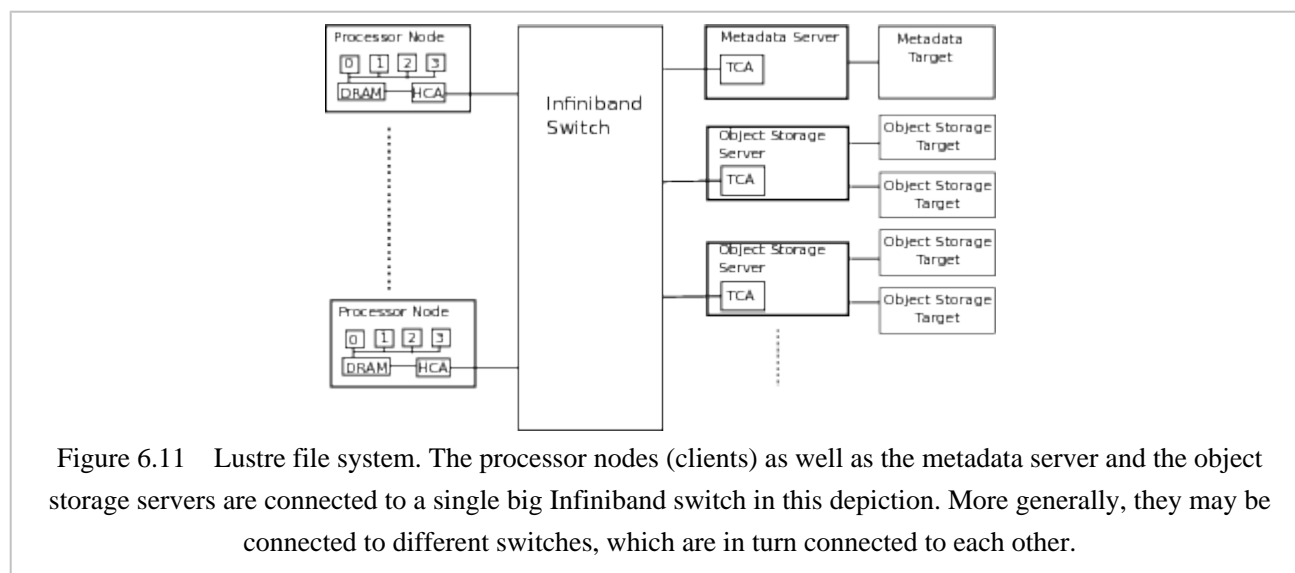 Processor Node
0 1 2 3
DRAM HCA
Processor Node
0 1 2 3
DRAM HCA
Infiniband
Switch
Metadata Server
TCA
Metadata
Target
Object Storage
Server
TCA
Object Storage
Target
Object Storage
Target
Object Storage
Server
TCA
Object Storage
Target
Object Storage
Target
Figure 6.11 Lustre file system. The processor nodes (clients) as well as the metadata server and the object
storage servers are connected to a single big Infiniband switch in this depiction. More generally, they may be
connected to different switches, which are in turn connected to each other.